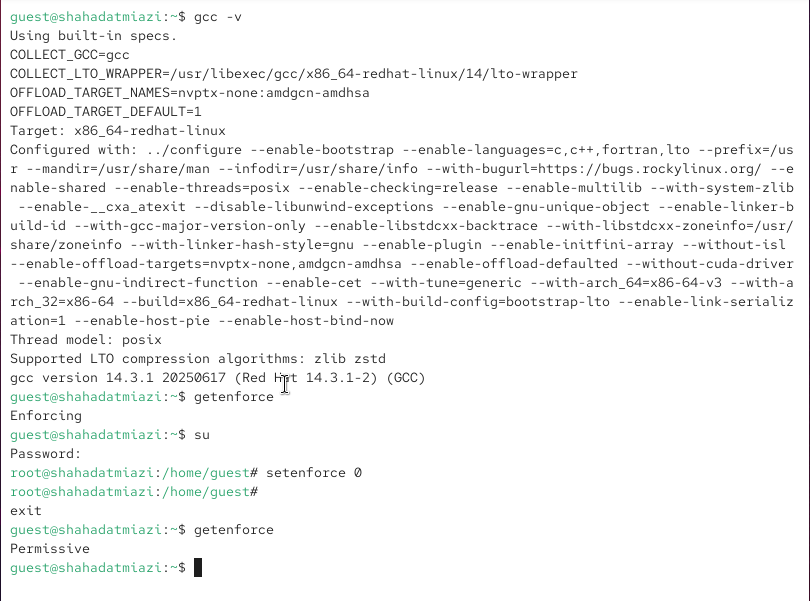 guest@shahadatmiazi:~$ gcc -v
Using built-in specs.
COLLECT_GCC=gcc
COLLECT_LTO_WRAPPER=/usr/libexec/gcc/x86_64-redhat-linux/14/lto-wrapper
OFFLOAD_TARGET_NAMES=nvptx-none:amdgcn-amdhsa
OFFLOAD_TARGET_DEFAULT=1
Target: x86_64-redhat-linux
Configured with: ../configure --enable-bootstrap --enable-languages=c,c++,fortran,lto --prefix=/us
r --mandir=/usr/share/man --infodir=/usr/share/info --with-bugurl=https://bugs.rockylinux.org/ --e
nable-shared --enable-threads=posix --enable-checking=release --enable-multilib --with-system-zlib
 --enable-__cxa_atexit --disable-libunwind-exceptions --enable-gnu-unique-object --enable-linker-b
uild-id --with-gcc-major-version-only --enable-libstdcxx-backtrace --with-libstdcxx-zoneinfo=/usr/
share/zoneinfo --with-linker-hash-style=gnu --enable-plugin --enable-initfini-array --without-isl
--enable-offload-targets=nvptx-none,amdgcn-amdhsa --enable-offload-defaulted --without-cuda-driver
 --enable-gnu-indirect-function --enable-cet --with-tune=generic --with-arch_64=x86-64-v3 --with-a
rch_32=x86-64 --build=x86_64-redhat-linux --with-build-config=bootstrap-lto --enable-link-serializ
ation=1 --enable-host-pie --enable-host-bind-now
Thread model: posix
Supported LTO compression algorithms: zlib zstd
gcc version 14.3.1 20250617 (Red Hat 14.3.1-2) (GCC)
guest@shahadatmiazi:~$ getenforce
Enforcing
guest@shahadatmiazi:~$ su
Password:
root@shahadatmiazi:/home/guest# setenforce 0
root@shahadatmiazi:/home/guest#
exit
guest@shahadatmiazi:~$ getenforce
Permissive
guest@shahadatmiazi:~$